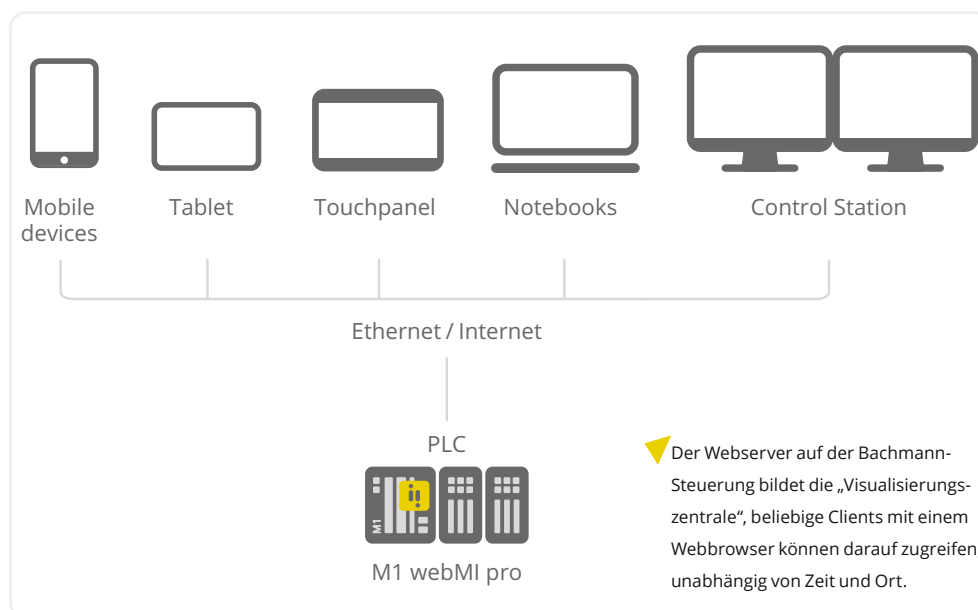 Mobile
devices
Tablet
Touchpanel
Notebooks
Control Station
Ethernet / Internet
PLC
M1
M1 webMI pro
Der Webserver auf der Bachmann-
Steuerung bildet die „Visualisierungs-
zentrale“, beliebige Clients mit einem
Webbrowser können darauf zugreifen
unabhängig von Zeit und Ort.